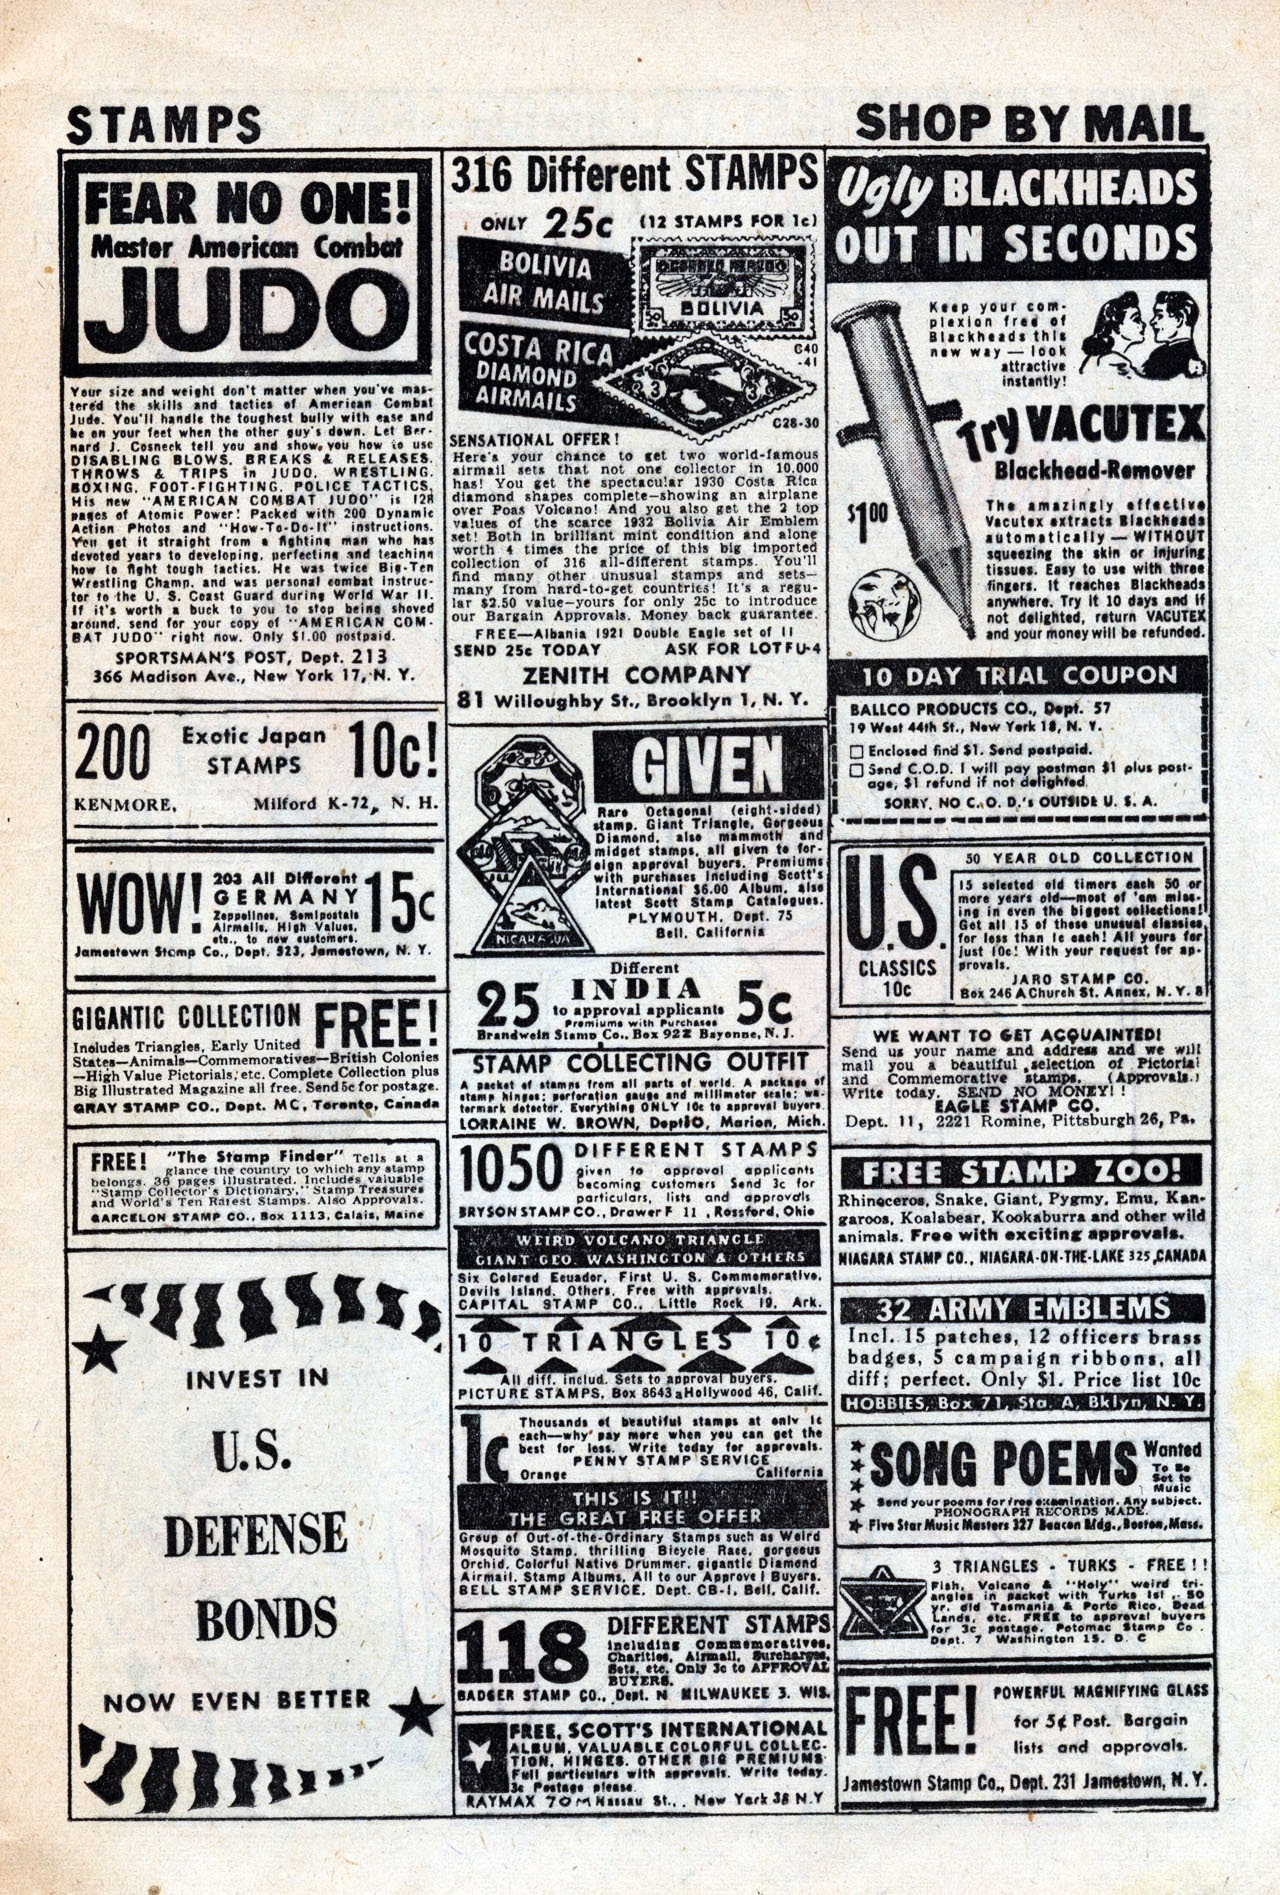 STAMPS
SHOP BY MAIL
FEAR NO ONE!
Master American Combat
JUDO
Your size and weight don't matter when you've mas-
tered the skills and tactics of American Combat
Judo. You'll handle the toughest bully with ease and
be on your feet when the other guy's down. Let Ber-
nard J. Cosneck tell you and show you how to use
DISABLING BLOWS, BREAKS & RELEASES,
THROWS & TRIPS in JUDO, WRESTLING,
BOXING, FOOT-FIGHTING, POLICE TACTICS.
His new "AMERICAN COMBAT JUDO" is 128
pages of Atomic Power! Packed with 200 Dynamic
Action Photos and "How-To-Do-It" instructions.
You get it straight from a fighting man who has
devoted years to developing, perfecting and teaching
how to fight tough tactics. He was twice Big-Ten
Wrestling Champ. and was personal combat instruc-
tor to the U. S. Coast Guard during World War II.
If it's worth a buck to you to stop being shoved
around, send for your copy of "AMERICAN COM-
BAT JUDO" right now. Only $1.00 postpaid.
SPORTSMAN'S POST, Dept. 213
366 Madison Ave., New York 17, N. Y.
200 Exotic Japan STAMPS 10c!
KENMORE, Milford K-72, N. H.
WOW! 203 All Different
GERMANY 15c
Zeppelines, Semipostals
Airmails, High Values,
etc., to new customers.
Jamestown Stamp Co., Dept. 523, Jamestown, N. Y.
GIGANTIC COLLECTION FREE!
Includes Triangles, Early United
States—Animals—Commemoratives—British Colonies
—High Value Pictorials, etc. Complete Collection plus
Big Illustrated Magazine all free. Send 5c for postage.
GRAY STAMP CO., Dept. MC, Toronto, Canada
FREE! "The Stamp Finder" Tells at a
glance the country to which any stamp
belongs. 36 pages illustrated. Includes valuable
"Stamp Collector's Dictionary," Stamp Treasures
and World's Ten Rarest Stamps. Also Approvals.
GARCELON STAMP CO., Box 1113, Calais, Maine
INVEST IN
U.S.
DEFENSE
BONDS
NOW EVEN BETTER
316 Different STAMPS
ONLY 25c (12 STAMPS FOR 1c)
BOLIVIA
AIR MAILS
CORREO AEREO
BOLIVIA
50 50
COSTA RICA
DIAMOND
AIRMAILS
C40
-41
3 3
C28-30
SENSATIONAL OFFER!
Here's your chance to get two world-famous
airmail sets that not one collector in 10,000
has! You get the spectacular 1930 Costa Rica
diamond shapes complete—showing an airplane
over Poas Volcano! And you also get the 2 top
values of the scarce 1932 Bolivia Air Emblem
set! Both in brilliant mint condition and alone
worth 4 times the price of this big imported
collection of 316 all-different stamps. You'll
find many other unusual stamps and sets—
many from hard-to-get countries! It's a regu-
lar $2.50 value—yours for only 25c to introduce
our Bargain Approvals. Money back guarantee.
FREE—Albania 1921 Double Eagle set of 11
SEND 25c TODAY ASK FOR LOT FU-4
ZENITH COMPANY
81 Willoughby St., Brooklyn 1, N. Y.
GIVEN
Rare Octagonal (eight-sided)
stamp. Giant Triangle, Gorgeous
Diamond, also mammoth and
midget stamps, all given to for-
eign approval buyers. Premiums
with purchases including Scott's
International $6.00 Album, also
latest Scott Stamp Catalogues.
PLYMOUTH, Dept. 75
Bell, California
NICARAGUA
Different
25 INDIA 5c
to approval applicants
Premiums with Purchases
Brandwein Stamp Co., Box 922 Bayonne, N. J.
STAMP COLLECTING OUTFIT
A packet of stamps from all parts of world. A package of
stamp hinges; perforation gauge and millimeter scale; wa-
termark detector. Everything ONLY 10c to approval buyers.
LORRAINE W. BROWN, Dept 80, Marion, Mich.
1050 DIFFERENT STAMPS
given to approval applicants
becoming customers Send 3c for
particulars, lists and approvals
BRYSON STAMP CO., Drawer F 11, Rossford, Ohio
WEIRD VOLCANO TRIANGLE
GIANT GEO. WASHINGTON & OTHERS
Six Colored Ecuador, First U. S. Commemorative,
Devils Island, Others. Free with approvals.
CAPITAL STAMP CO., Little Rock 19, Ark.
10 TRIANGLES 10¢
All diff. includ. Sets to approval buyers.
PICTURE STAMPS, Box 8643a Hollywood 46, Calif.
1c Thousands of beautiful stamps at only 1c
each—why pay more when you can get the
best for less. Write today for approvals.
PENNY STAMP SERVICE
Orange California
THIS IS IT!!
THE GREAT FREE OFFER
Group of Out-of-the-Ordinary Stamps such as Weird
Mosquito Stamp, thrilling Bicycle Race, gorgeous
Orchid, Colorful Native Drummer, gigantic Diamond
Airmail. Stamp Albums, All to our Approval Buyers.
BELL STAMP SERVICE, Dept. CB-1, Bell, Calif.
118 DIFFERENT STAMPS
including Commemoratives,
Charities, Airmail, Surcharges,
Sets, etc. Only 3c to APPROVAL
BUYERS.
BADGER STAMP CO., Dept. N MILWAUKEE 3, WIS.
FREE, SCOTT'S INTERNATIONAL
ALBUM, VALUABLE COLORFUL COLLEC-
TION, HINGES, OTHER BIG PREMIUMS
Full particulars with approvals. Write today.
3c Postage please.
RAYMAX 70M Nassau St., New York 38 N.Y
Ugly BLACKHEADS
OUT IN SECONDS
Keep your com-
plexion free of
Blackheads this
new way — look
attractive
instantly!
Try VACUTEX
Blackhead-Remover
$1.00
The amazingly effective
Vacutex extracts Blackheads
automatically — WITHOUT
squeezing the skin or injuring
tissues. Easy to use with three
fingers. It reaches Blackheads
anywhere. Try it 10 days and if
not delighted, return VACUTEX
and your money will be refunded.
10 DAY TRIAL COUPON
BALLCO PRODUCTS CO., Dept. 57
19 West 44th St., New York 18, N. Y.
Enclosed find $1. Send postpaid.
Send C.O.D. I will pay postman $1 plus post-
age, $1 refund if not delighted.
SORRY, NO C. O. D.'s OUTSIDE U. S. A.
U.S.
CLASSICS
10c
50 YEAR OLD COLLECTION
15 selected old timers each 50 or
more years old—most of 'em miss-
ing in even the biggest collections!
Get all 15 of these unusual classics
for less than 1c each! All yours for
just 10c! With your request for ap-
provals.
JARO STAMP CO.
Box 246 A Church St. Annex, N. Y. 8
WE WANT TO GET ACQUAINTED!
Send us your name and address and we will
mail you a beautiful selection of Pictorial
and Commemorative stamps. (Approvals.)
Write today. SEND NO MONEY!!
EAGLE STAMP CO.
Dept. 11, 2221 Romine, Pittsburgh 26, Pa.
FREE STAMP ZOO!
Rhinoceros, Snake, Giant, Pygmy, Emu, Kan-
garoos, Koalabear, Kookaburra and other wild
animals. Free with exciting approvals.
NIAGARA STAMP CO., NIAGARA-ON-THE-LAKE 325, CANADA
32 ARMY EMBLEMS
Incl. 15 patches, 12 officers brass
badges, 5 campaign ribbons, all
diff; perfect. Only $1. Price list 10c
HOBBIES, Box 71, Sta. A, Bklyn, N. Y.
SONG POEMS Wanted
To Be
Set to
Music
Send your poems for free examination. Any subject.
PHONOGRAPH RECORDS MADE.
Five Star Music Masters 327 Beacon Bldg., Boston, Mass.
3 TRIANGLES - TURKS - FREE!!
Fish, Volcano & "Holy" weird tri-
angles in packet with Turks Isl., 50
yr. old Tasmania & Porto Rico, Dead
Lands, etc. FREE to approval buyers
for 3c postage. Potomac Stamp Co.
Dept. 7 Washington 15. D. C
FREE! POWERFUL MAGNIFYING GLASS
for 5¢ Post. Bargain
lists and approvals.
Jamestown Stamp Co., Dept. 231 Jamestown, N. Y.